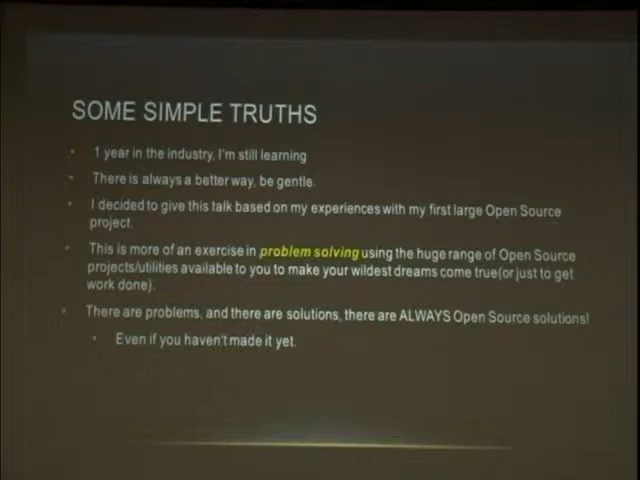 SOME SIMPLE TRUTHS
1 year in the industry, I'm still learning
There is always a better way, be gentle.
I decided to give this talk based on my experiences with my first large Open Source
project.
This is more of an exercise in problem solving using the huge range of Open Source
projects/utilities available to you to make your wildest dreams come true(or just to get
work done).
There are problems, and there are solutions, there are ALWAYS Open Source solutions!
Even if you haven't made it yet.